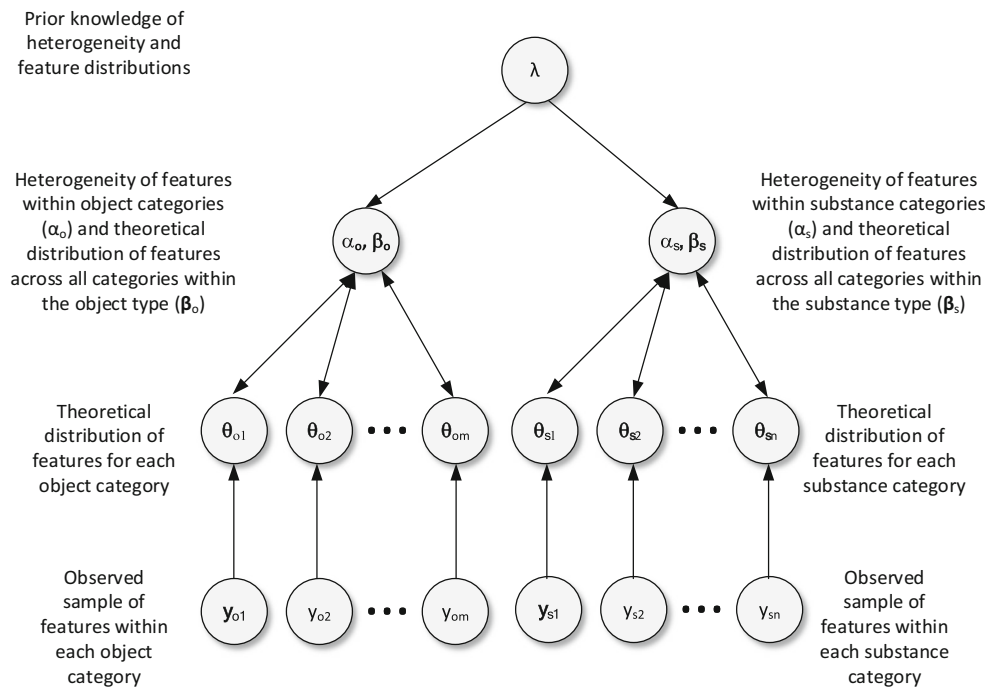 Prior knowledge of
heterogeneity and
feature distributions
λ
Heterogeneity of features
within object categories
(αo) and theoretical
distribution of features
across all categories within
the object type (βo)
αo, βo
αs, βs
Heterogeneity of features
within substance categories
(αs) and theoretical
distribution of features
across all categories within
the substance type (βs)
Theoretical
distribution of
features for each
object category
θo1
θo2
•••
θom
θs1
θs2
•••
θsn
Theoretical
distribution of
features for each
substance category
Observed
sample of
features within
each object
category
yo1
yo2
•••
yom
ys1
ys2
•••
ysn
Observed
sample of
features within
each substance
category